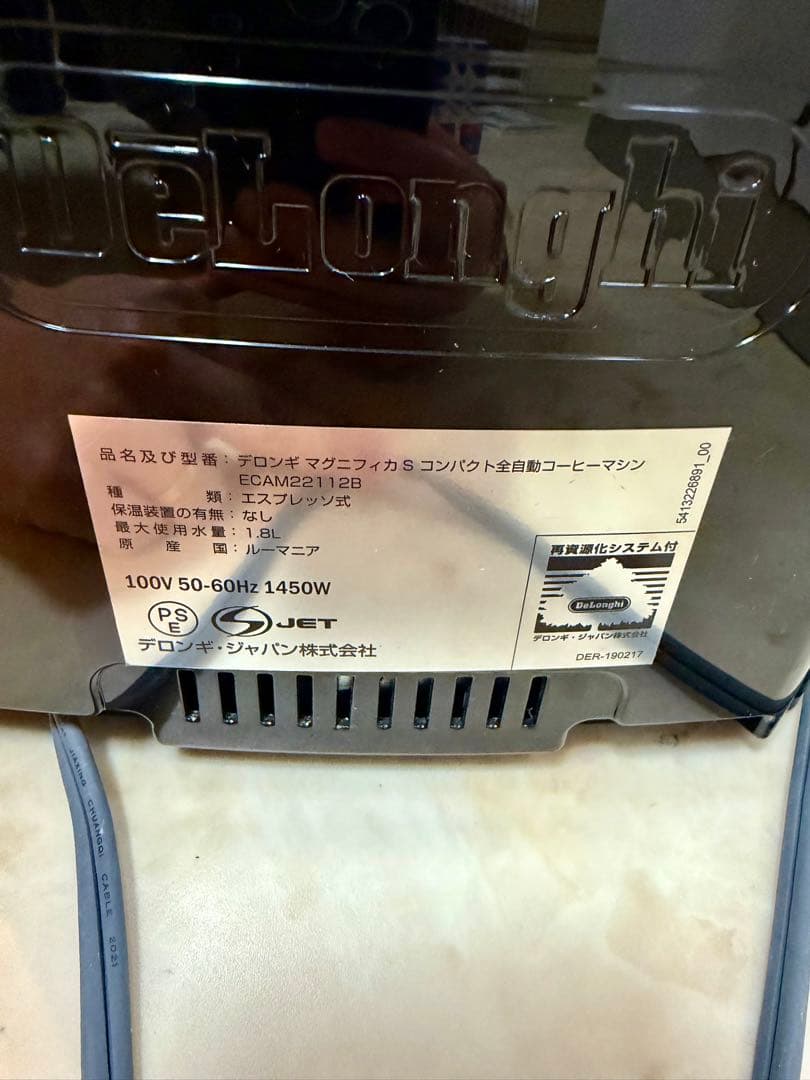 DeLonghi
品名及び型番：デロンギ マグニフィカ S コンパクト全自動コーヒーマシン
ECAM22112B
種類：エスプレッソ式
保温装置の有無：なし
最大使用水量：1.8L
原産国：ルーマニア
100V 50-60Hz 1450W
PS
E
S JET
デロンギ・ジャパン株式会社
5413226891_00
再資源化システム付
DeLonghi
デロンギ・ジャパン株式会社
DER-190217
JIAXING CHUANGQI CABLE 2021